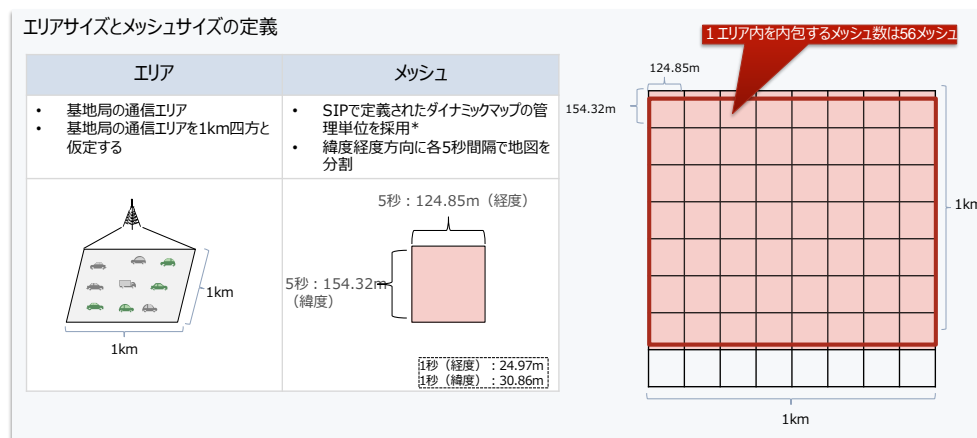 エリアサイズとメッシュサイズの定義
1エリア内を内包するメッシュ数は56メッシュ
エリア
メッシュ
• 基地局の通信エリア
• 基地局の通信エリアを1km四方と
仮定する
• SIPで定義されたダイナミックマップの管
理単位を採用*
• 緯度経度方向に各5秒間隔で地図を
分割
1km
1km
5秒：124.85m（経度）
5秒：154.32m
（緯度）
1秒（経度）：24.97m
1秒（緯度）：30.86m
124.85m
154.32m
1km
1km